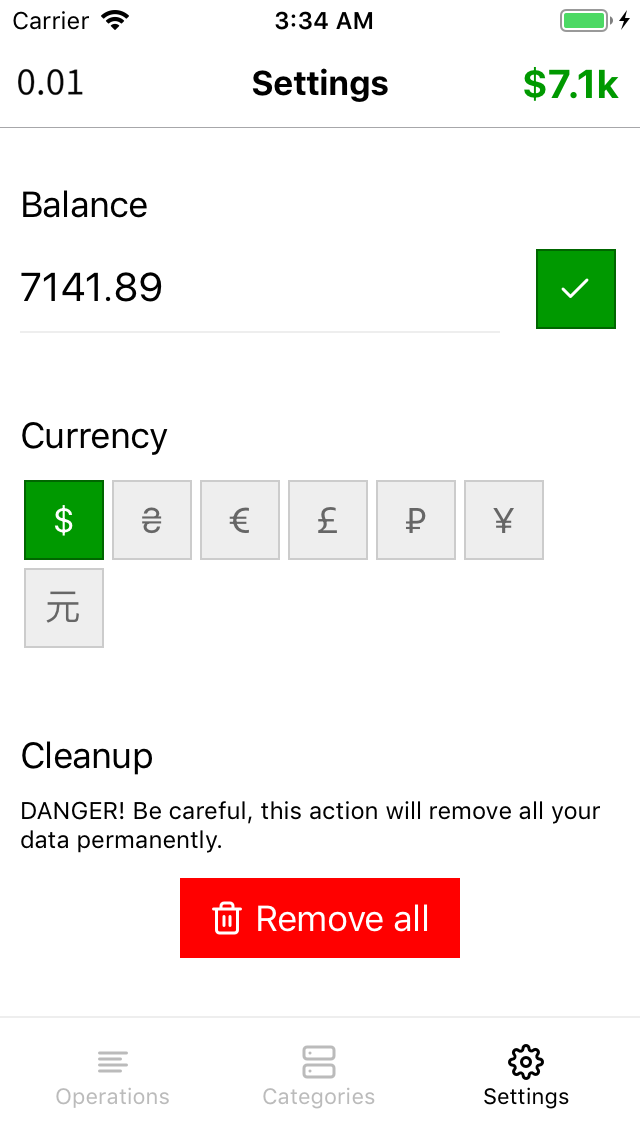 Carrier 3:34 AM
0.01 Settings $7.1k
Balance
7141.89
Currency
$ ₴ € £ ₽ ¥
元
Cleanup
DANGER! Be careful, this action will remove all your
data permanently.
Remove all
Operations Categories Settings